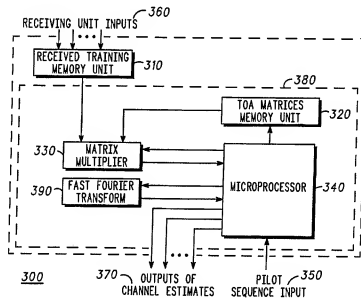 RECEIVING UNIT INPUTS 360
RECEIVED TRAINING
MEMORY UNIT
310
380
TOA MATRICES
MEMORY UNIT
320
330
MATRIX
MULTIPLIER
390
FAST FOURIER
TRANSFORM
MICROPROCESSOR
340
300
370
OUTPUTS OF
CHANNEL ESTIMATES
350
PILOT
SEQUENCE INPUT